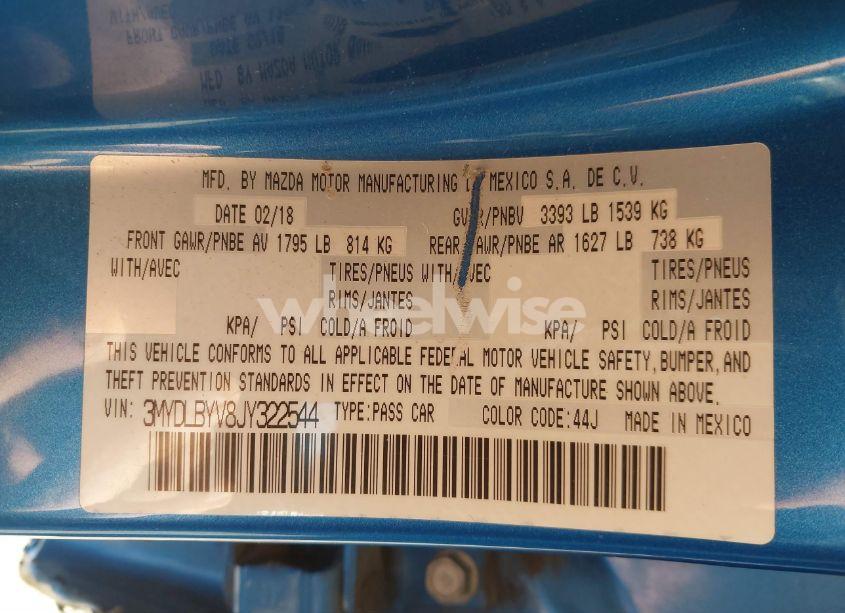 MFD. BY MAZDA MOTOR MANUFACTURING MEXICO S.A. DE C.V.
DATE 02/18 GVWR/PNBV 3393 LB 1539 KG
FRONT GAWR/PNBE AV 1795 LB 814 KG REAR GAWR/PNBE AR 1627 LB 738 KG
WITH/AVEC TIRES/PNEUS WITH/AVEC TIRES/PNEUS
RIMS/JANTES RIMS/JANTES
KPA/ PSI COLD/A FROID KPA/ PSI COLD/A FROID
wheelwise
THIS VEHICLE CONFORMS TO ALL APPLICABLE FEDERAL MOTOR VEHICLE SAFETY, BUMPER, AND
THEFT PREVENTION STANDARDS IN EFFECT ON THE DATE OF MANUFACTURE SHOWN ABOVE.
VIN: 3MYDLBYV8JY322544 TYPE:PASS CAR COLOR CODE:44J MADE IN MEXICO